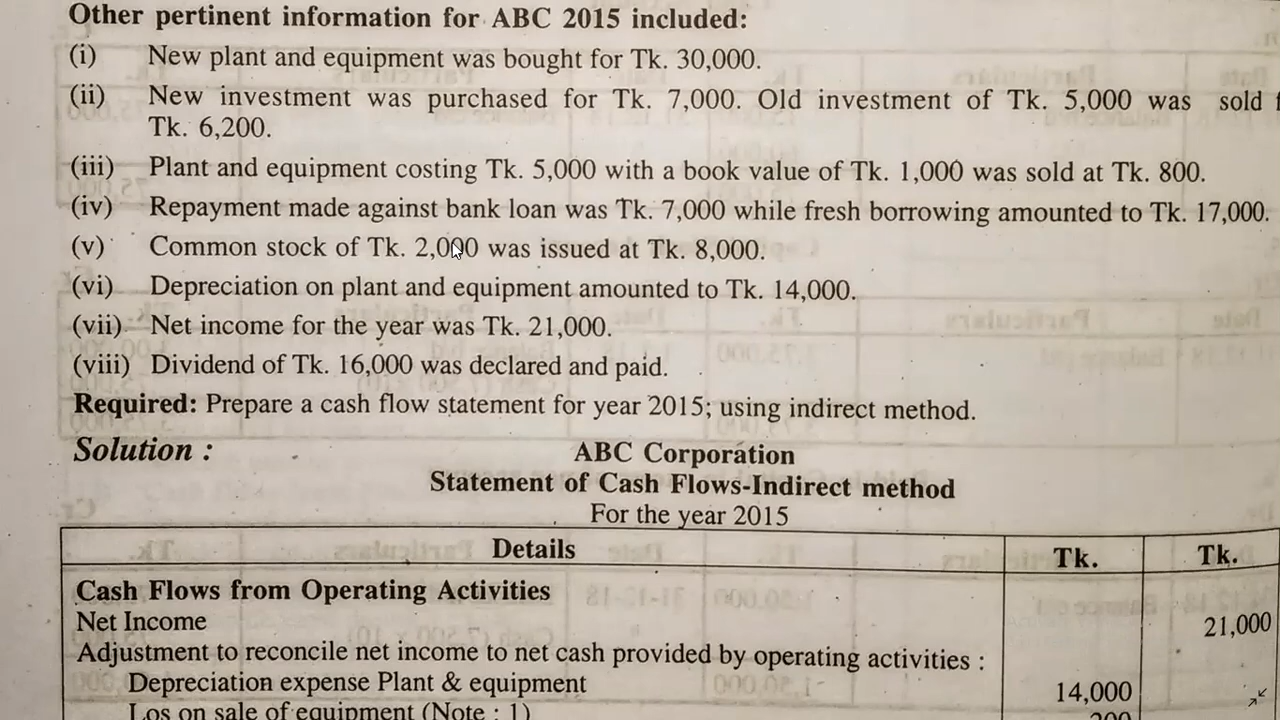 Other pertinent information for ABC 2015 included:
(i) New plant and equipment was bought for Tk. 30,000.
(ii) New investment was purchased for Tk. 7,000. Old investment of Tk. 5,000 was sold
Tk. 6,200.
(iii) Plant and equipment costing Tk. 5,000 with a book value of Tk. 1,000 was sold at Tk. 800.
(iv) Repayment made against bank loan was Tk. 7,000 while fresh borrowing amounted to Tk. 17,000.
(v) Common stock of Tk. 2,000 was issued at Tk. 8,000.
(vi) Depreciation on plant and equipment amounted to Tk. 14,000.
(vii) Net income for the year was Tk. 21,000.
(viii) Dividend of Tk. 16,000 was declared and paid.
Required: Prepare a cash flow statement for year 2015; using indirect method.
Solution : ABC Corporation
Statement of Cash Flows-Indirect method
For the year 2015
Details Tk. Tk.
Cash Flows from Operating Activities
Net Income 21,000
Adjustment to reconcile net income to net cash provided by operating activities :
Depreciation expense Plant & equipment 14,000
Los on sale of equipment (Note : 1) 200